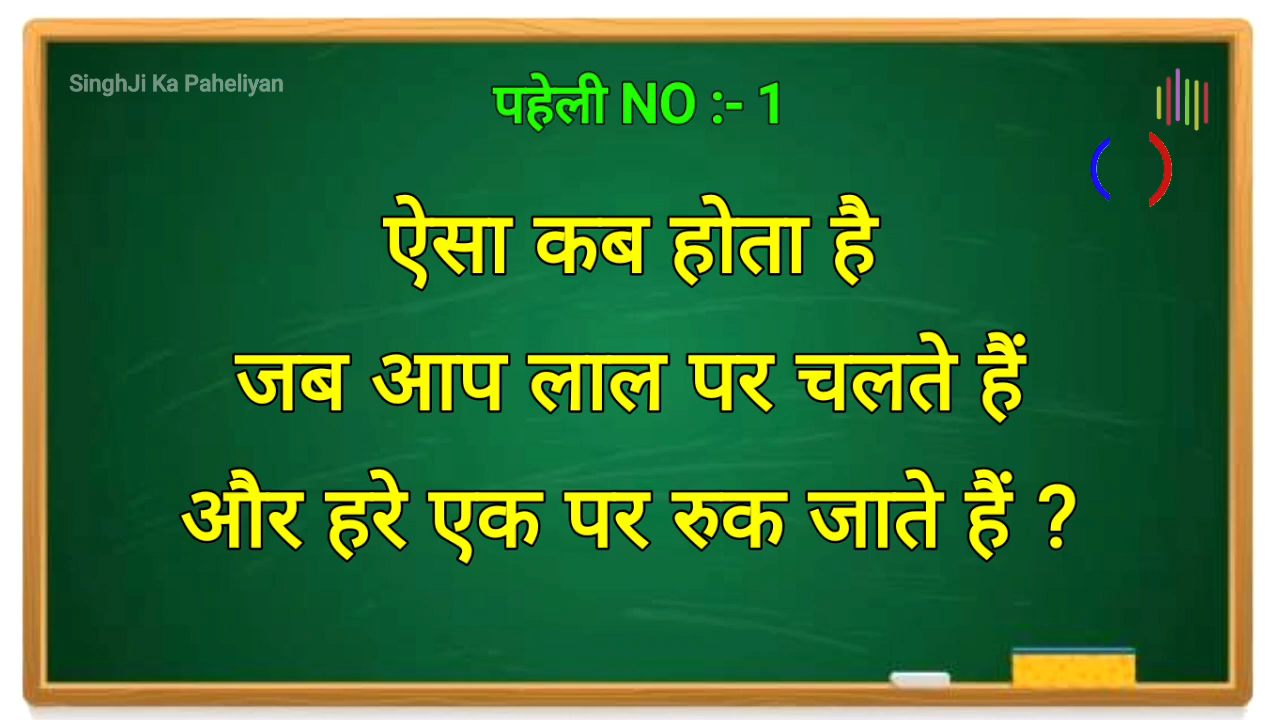 SinghJi Ka Paheliyan
पहेली NO :- 1
ऐसा कब होता है
जब आप लाल पर चलते हैं
और हरे एक पर रुक जाते हैं ?